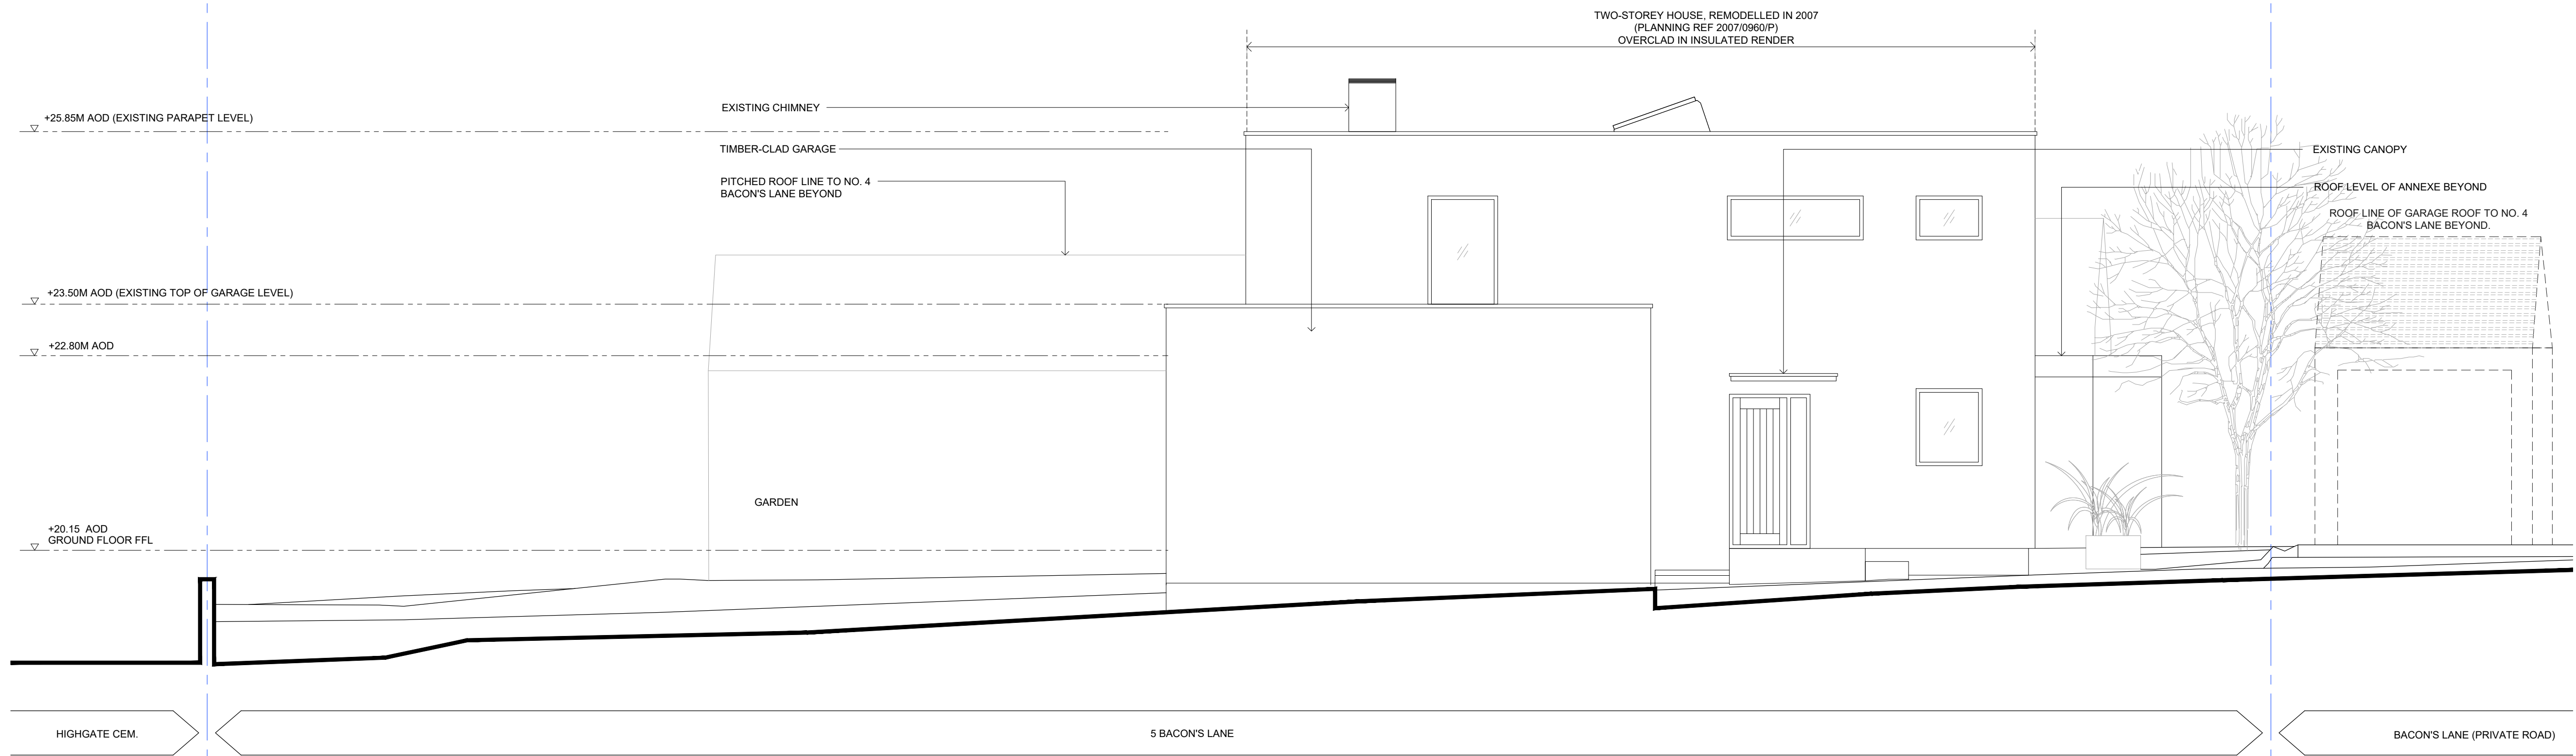 TWO-STOREY HOUSE, REMODELLED IN 2007
(PLANNING REF 2007/0960/P)
OVERCLAD IN INSULATED RENDER
EXISTING CHIMNEY
+25.85M AOD (EXISTING PARAPET LEVEL)
TIMBER-CLAD GARAGE
EXISTING CANOPY
PITCHED ROOF LINE TO NO. 4
BACON'S LANE BEYOND
ROOF LEVEL OF ANNEXE BEYOND
ROOF LINE OF GARAGE ROOF TO NO. 4
BACON'S LANE BEYOND.
+23.50M AOD (EXISTING TOP OF GARAGE LEVEL)
+22.80M AOD
GARDEN
+20.15 AOD
GROUND FLOOR FFL
HIGHGATE CEM.
5 BACON'S LANE
BACON'S LANE (PRIVATE ROAD)